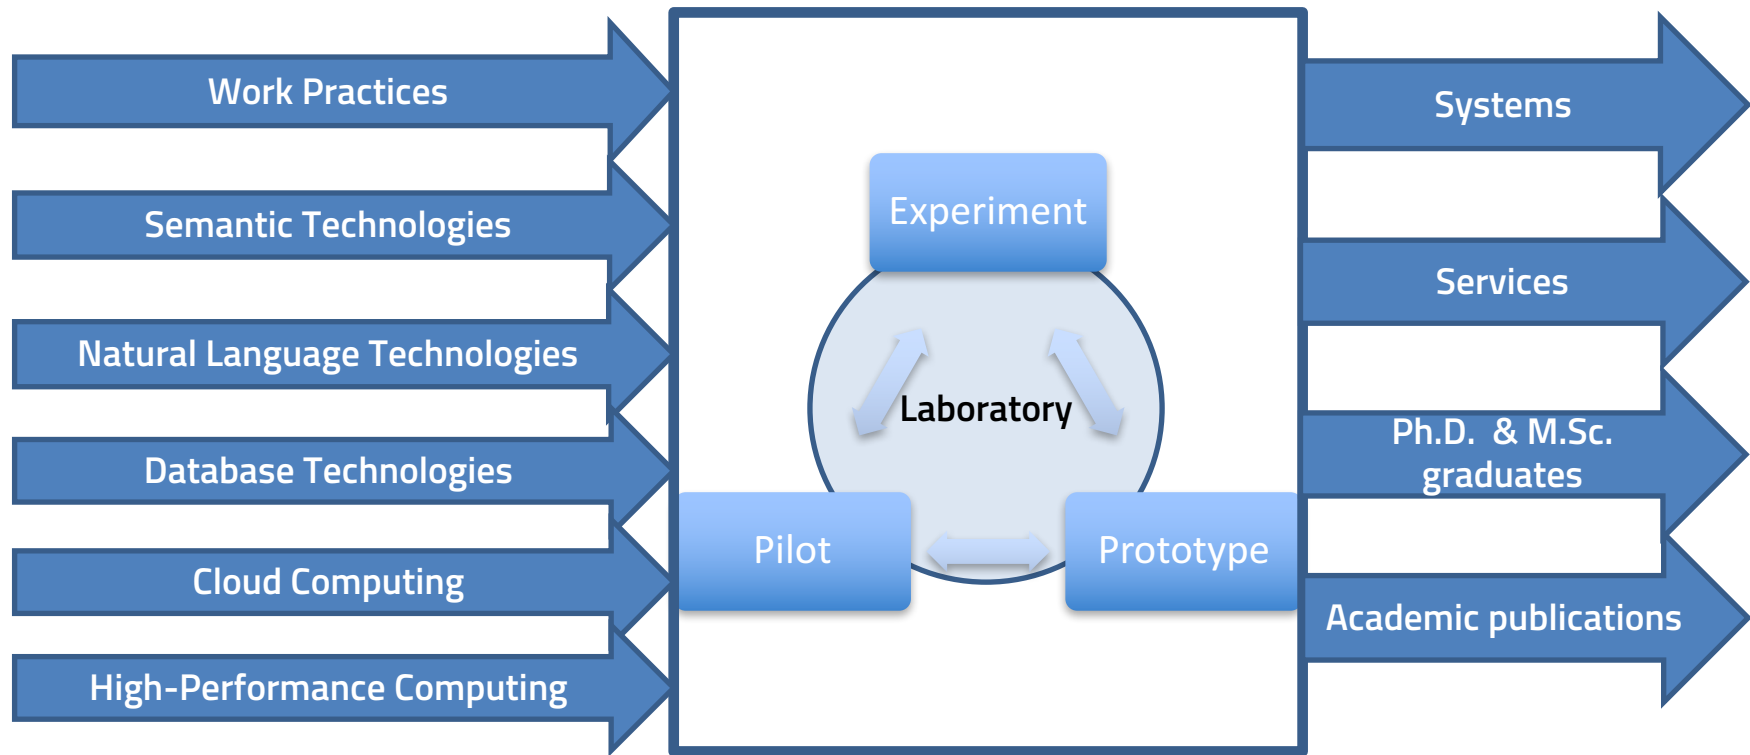 Work Practices
Semantic Technologies
Natural Language Technologies
Database Technologies
Cloud Computing
High-Performance Computing
Experiment
Laboratory
Pilot
Prototype
Systems
Services
Ph.D.  & M.Sc.
graduates
Academic publications